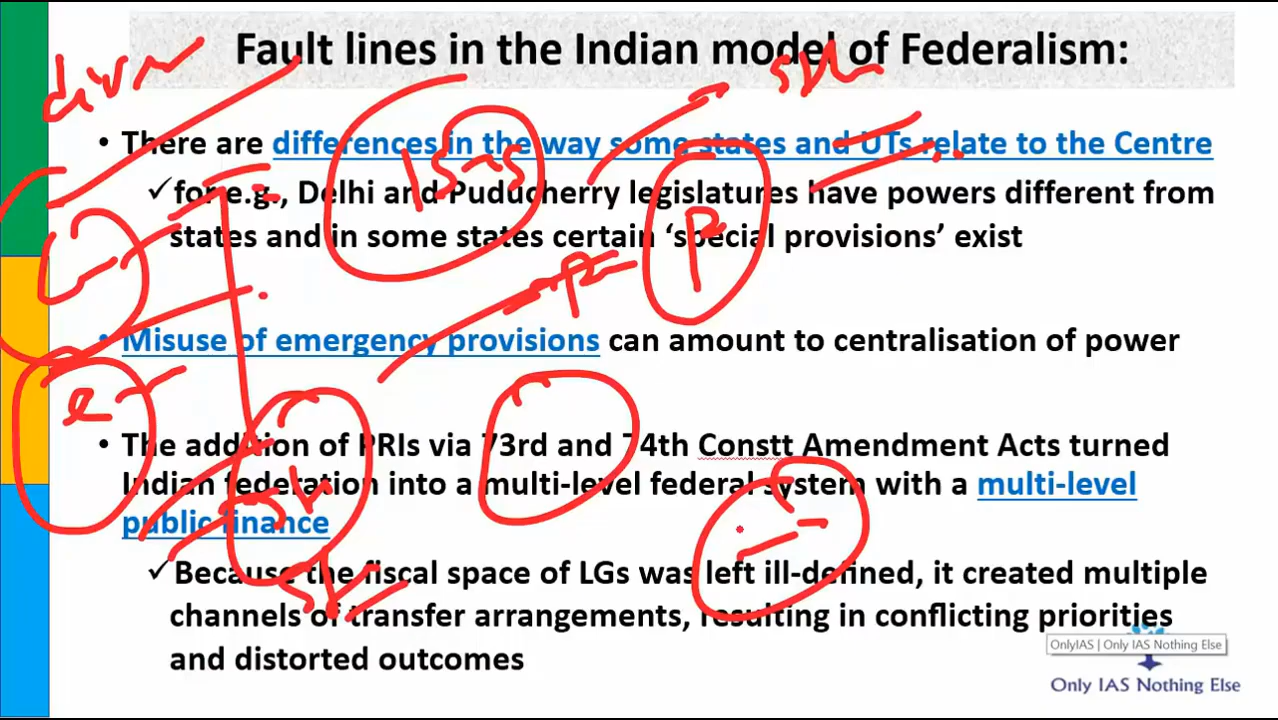 Fault lines in the Indian model of Federalism:
• There are differences in the way some states and UTs relate to the Centre
✓for e.g., Delhi and Puducherry legislatures have powers different from
states and in some states certain ‘special provisions’ exist
• Misuse of emergency provisions can amount to centralisation of power
• The addition of PRIs via 73rd and 74th Constt Amendment Acts turned
Indian federation into a multi-level federal system with a multi-level
public finance
✓Because the fiscal space of LGs was left ill-defined, it created multiple
channels of transfer arrangements, resulting in conflicting priorities
and distorted outcomes
OnlyIAS | Only IAS Nothing Else
Only IAS Nothing Else